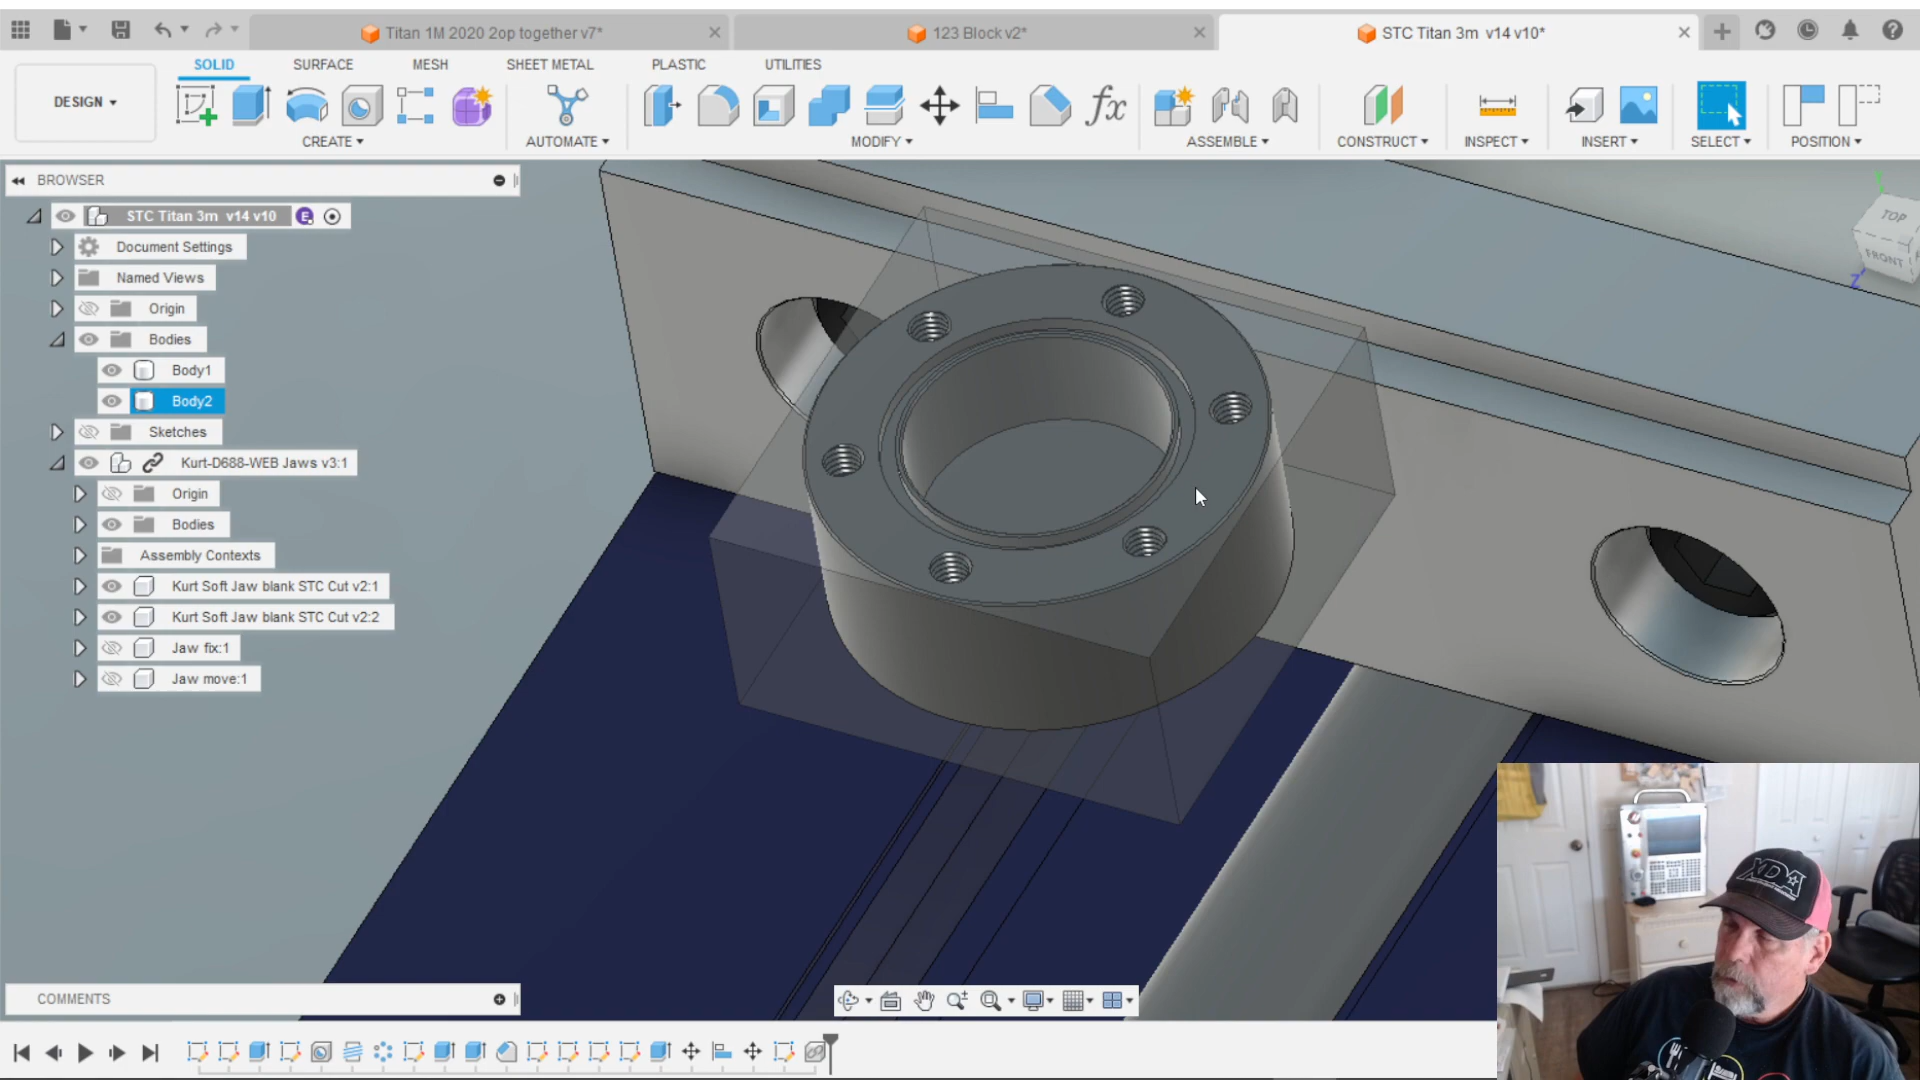 Titan 1M 2020 2op together v7*
123 Block v2*
STC Titan 3m v14 v10*
SOLID
SURFACE
MESH
SHEET METAL
PLASTIC
UTILITIES
DESIGN
fx
CREATE
AUTOMATE
MODIFY
ASSEMBLE
CONSTRUCT
INSPECT
INSERT
SELECT
POSITION
BROWSER
STC Titan 3m v14 v10
E
Document Settings
Named Views
Origin
Bodies
Body1
Body2
Sketches
Kurt-D688-WEB Jaws v3:1
Origin
Bodies
Assembly Contexts
Kurt Soft Jaw blank STC Cut v2:1
Kurt Soft Jaw blank STC Cut v2:2
Jaw fix:1
Jaw move:1
TOP
FRONT
Z
XDA
COMMENTS